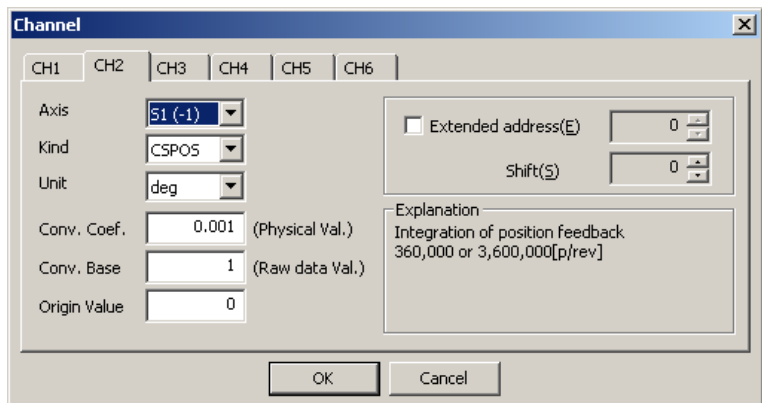 Channel
CH1 CH2 CH3 CH4 CH5 CH6
Axis S1 (-1)
Kind CSPOS
Unit deg
Conv. Coef. 0.001 (Physical Val.)
Conv. Base 1 (Raw data Val.)
Origin Value 0
Extended address(E) 0
Shift(S) 0
Explanation
Integration of position feedback
360,000 or 3,600,000[p/rev]
OK Cancel